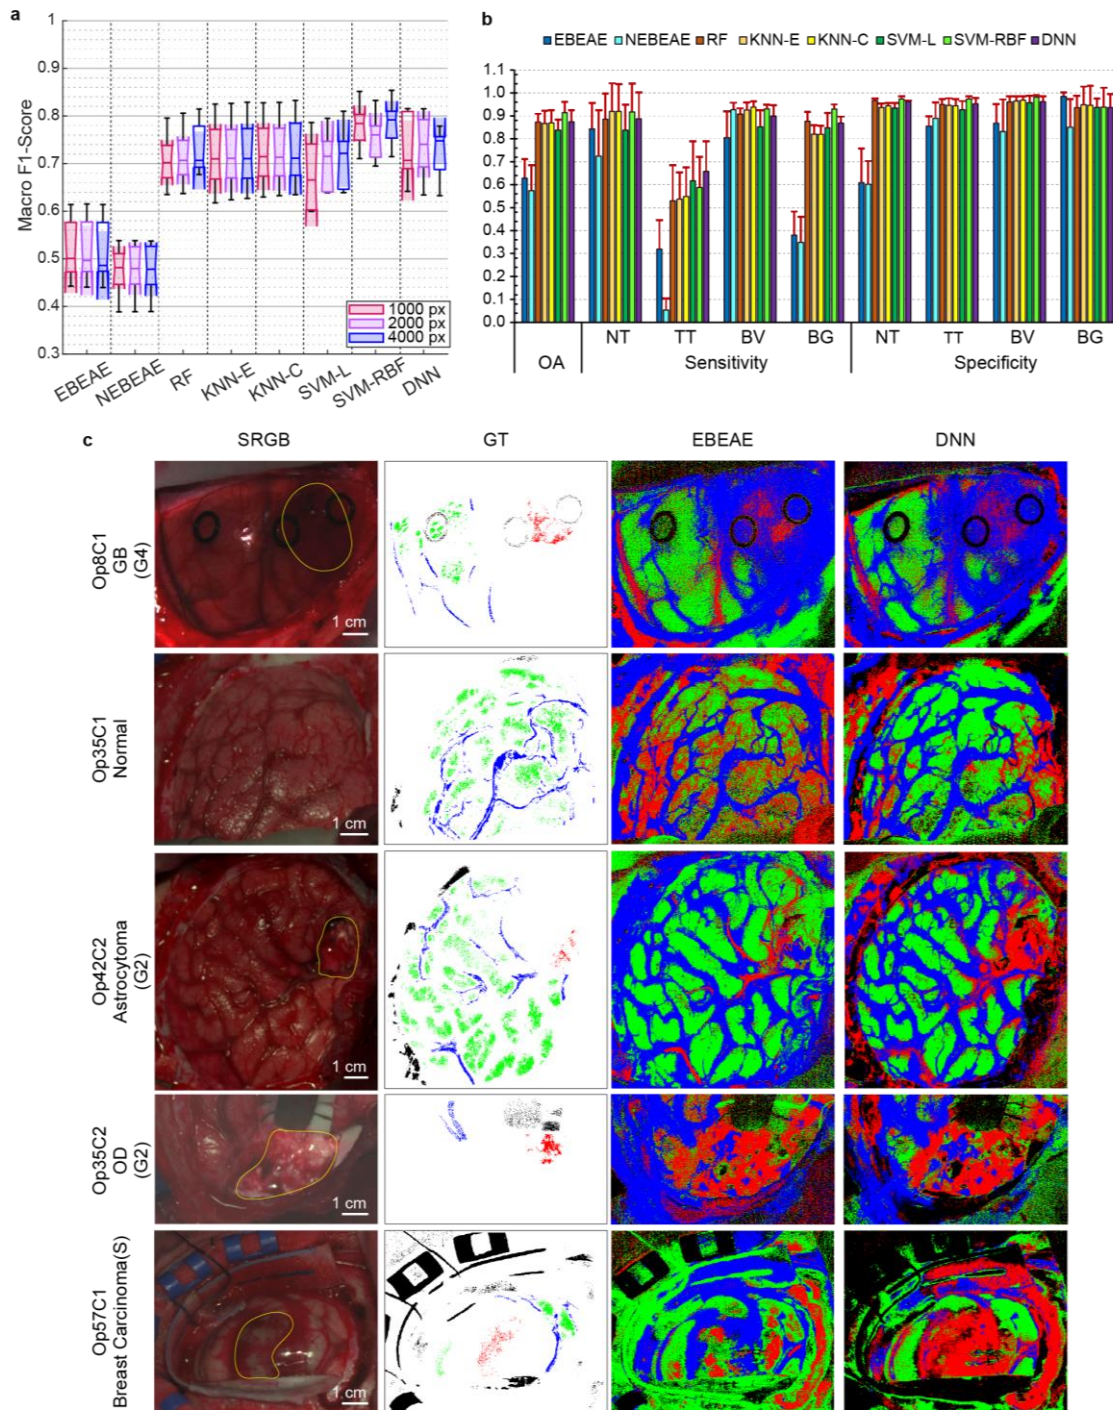 a
Macro F1-Score
1
0.9
0.8
0.7
0.6
0.5
0.4
0.3
1000 px
2000 px
4000 px
EBEAE
NEBEAE
RF
KNN-E
KNN-C
SVM-L
SVM-RBF
DNN
b
EBEAE NEBEAE RF KNN-E KNN-C SVM-L SVM-RBF DNN
1.1
1.0
0.9
0.8
0.7
0.6
0.5
0.4
0.3
0.2
0.1
0.0
NT TT BV BG NT TT BV BG
OA Sensitivity Specificity
c SRGB GT EBEAE DNN
Op8C1
GB
(G4)
1 cm
Op35C1
Normal
1 cm
Op42C2
Astrocytoma
(G2)
1 cm
Op35C2
OD
(G2)
1 cm
Op57C1
Breast Carcinoma(S)
1 cm